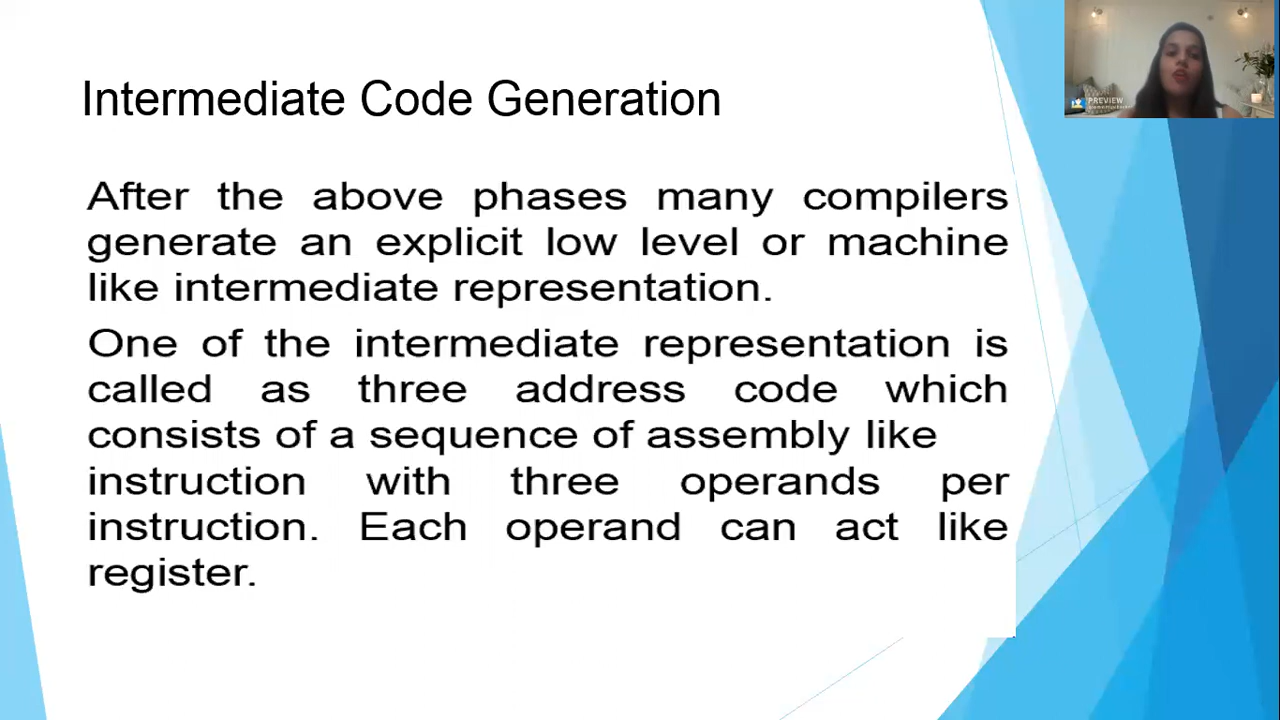 Intermediate Code Generation
After the above phases many compilers
generate an explicit low level or machine
like intermediate representation.
One of the intermediate representation is
called as three address code which
consists of a sequence of assembly like
instruction with three operands per
instruction. Each operand can act like
register.
PREVIEW